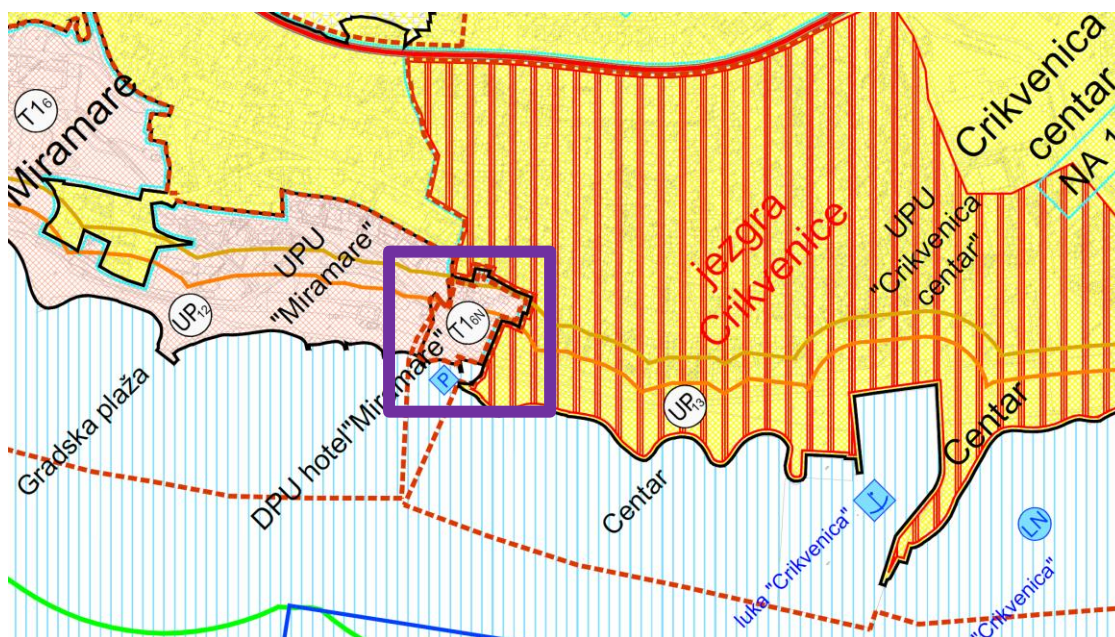 Miramare
T1₆
UP₁₂
UPU
"Miramare"
Gradska plaža
DPU hotel"Miramare"
T1₆N
P
jezgra
Crikvenice
UPU
"Crikvenica
centar"
Crikvenica
centar
NA 1
UP₁₃
Centar
Centar
luka "Crikvenica"
LN
"Crikvenica"